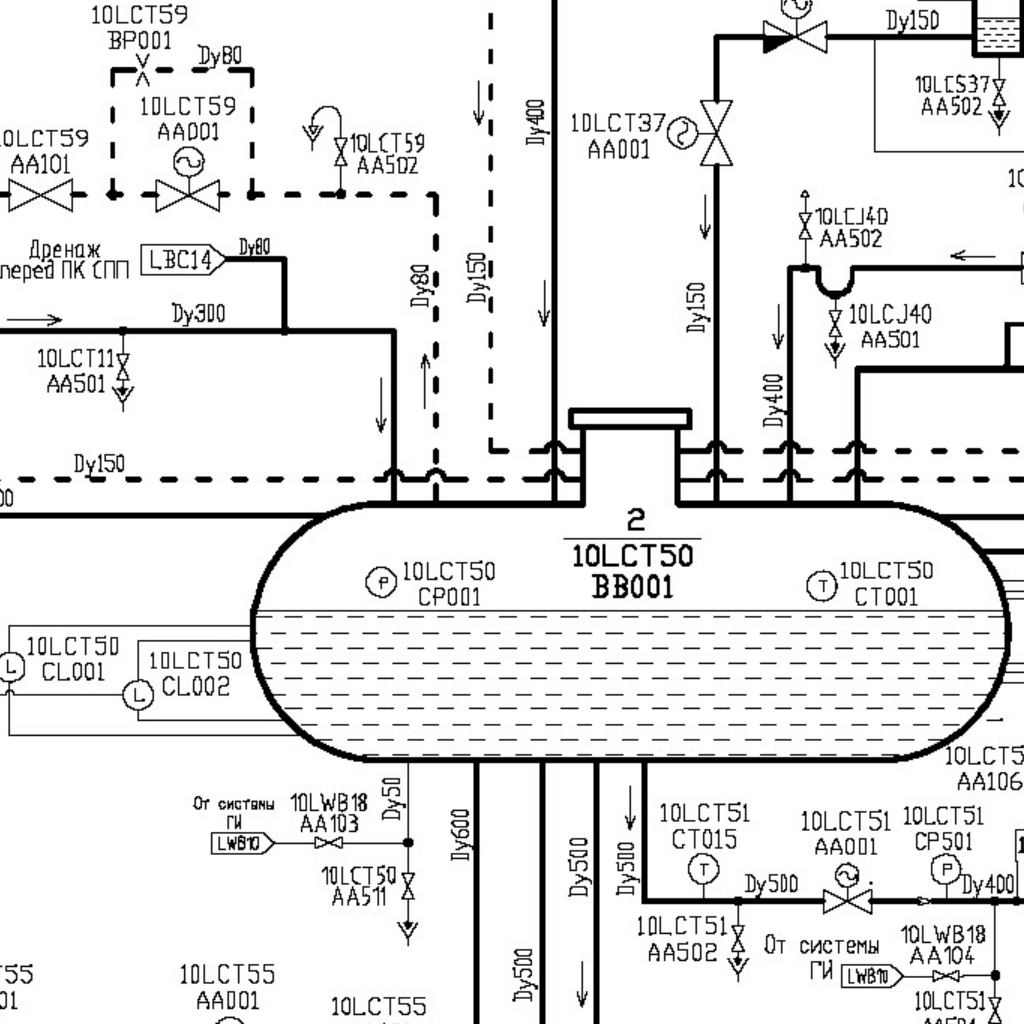 10LCT59
BP001
Dy80
10LCT59
AA001
10LCT59
AA502
AA101
Дренаж
перед ПК СПП
LBC14
Dy80
Dy300
10LCT11
AA501
Dy80
Dy150
Dy400
Dy150
10LCT37
AA001
Dy150
Dy150
10LCS37
AA502
10LCJ40
AA502
10LCJ40
AA501
Dy400
2
10LCT50
BB001
P
10LCT50
CP001
T
10LCT50
CT001
L
10LCT50
CL001
L
10LCT50
CL002
От системы
ГИ
LWB10
10LWB18
AA103
Dy50
10LCT50
AA511
Dy600
Dy500
Dy500
Dy500
10LCT51
CT015
T
Dy500
10LCT51
AA001
10LCT51
CP501
P
Dy400
AA106
10LCT51
AA502
От системы
ГИ
LWB10
10LWB18
AA104
10LCT51
10LCT55
AA001
10LCT55